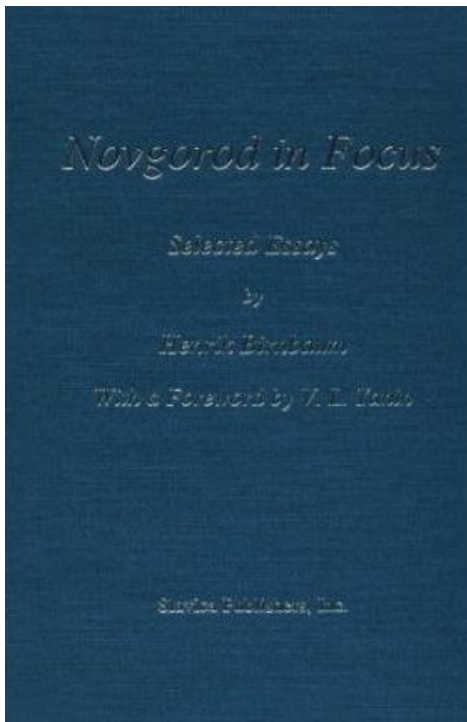 Novgorod in Focus
Selected Essays
by
Henrik Birnbaum
With a Foreword by V. L. Yanin
Slavica Publishers, Inc.